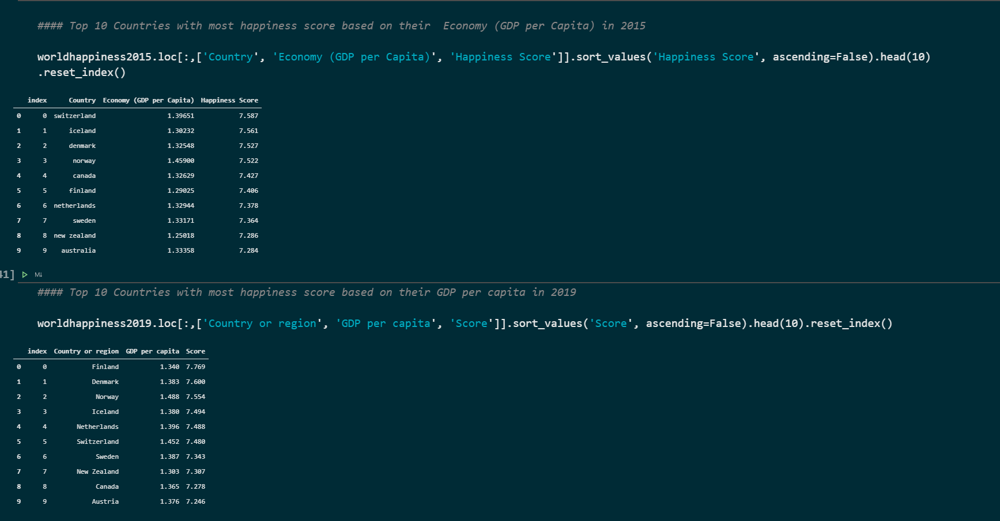 #### Top 10 Countries with most happiness score based on their  Economy (GDP per Capita) in 2015
worldhappiness2015.loc[:,['Country', 'Economy (GDP per Capita)', 'Happiness Score']].sort_values('Happiness Score', ascending=False).head(10)
.reset_index()
index Country Economy (GDP per Capita) Happiness Score
0 0 switzerland 1.39651 7.587
1 1 iceland 1.30232 7.561
2 2 denmark 1.32548 7.527
3 3 norway 1.45900 7.522
4 4 canada 1.32629 7.427
5 5 finland 1.29025 7.406
6 6 netherlands 1.32944 7.378
7 7 sweden 1.33171 7.364
8 8 new zealand 1.25018 7.286
9 9 australia 1.33358 7.284
41] M↓
#### Top 10 Countries with most happiness score based on their GDP per capita in 2019
worldhappiness2019.loc[:,['Country or region', 'GDP per capita', 'Score']].sort_values('Score', ascending=False).head(10).reset_index()
index Country or region GDP per capita Score
0 0 Finland 1.340 7.769
1 1 Denmark 1.383 7.600
2 2 Norway 1.488 7.554
3 3 Iceland 1.380 7.494
4 4 Netherlands 1.396 7.488
5 5 Switzerland 1.452 7.480
6 6 Sweden 1.387 7.343
7 7 New Zealand 1.303 7.307
8 8 Canada 1.365 7.278
9 9 Austria 1.376 7.246